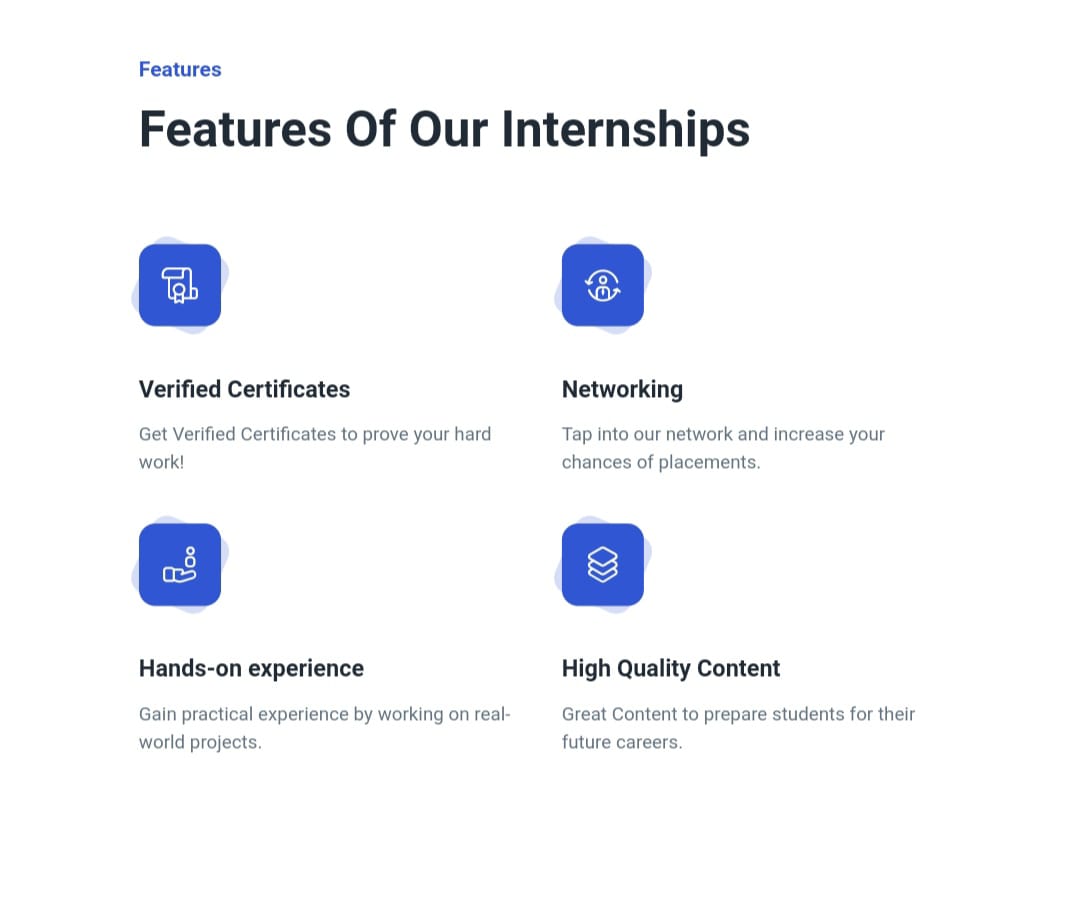 Features
Features Of Our Internships
Verified Certificates
Get Verified Certificates to prove your hard
work!
Networking
Tap into our network and increase your
chances of placements.
Hands-on experience
Gain practical experience by working on real-
world projects.
High Quality Content
Great Content to prepare students for their
future careers.